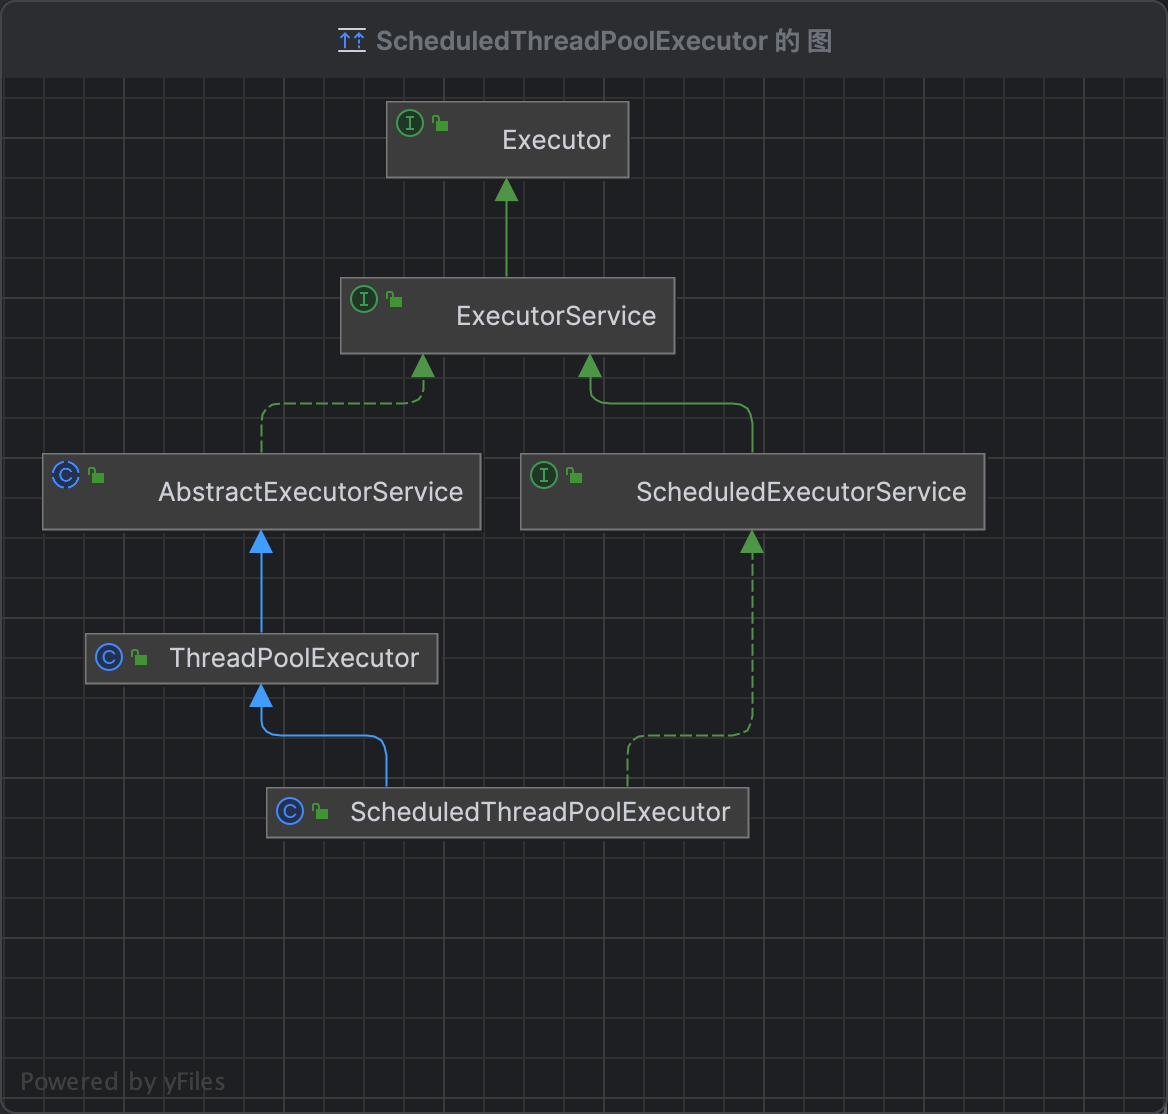 ScheduledThreadPoolExecutor 的 图
Executor
ExecutorService
AbstractExecutorService
ScheduledExecutorService
ThreadPoolExecutor
ScheduledThreadPoolExecutor
Powered by yFiles